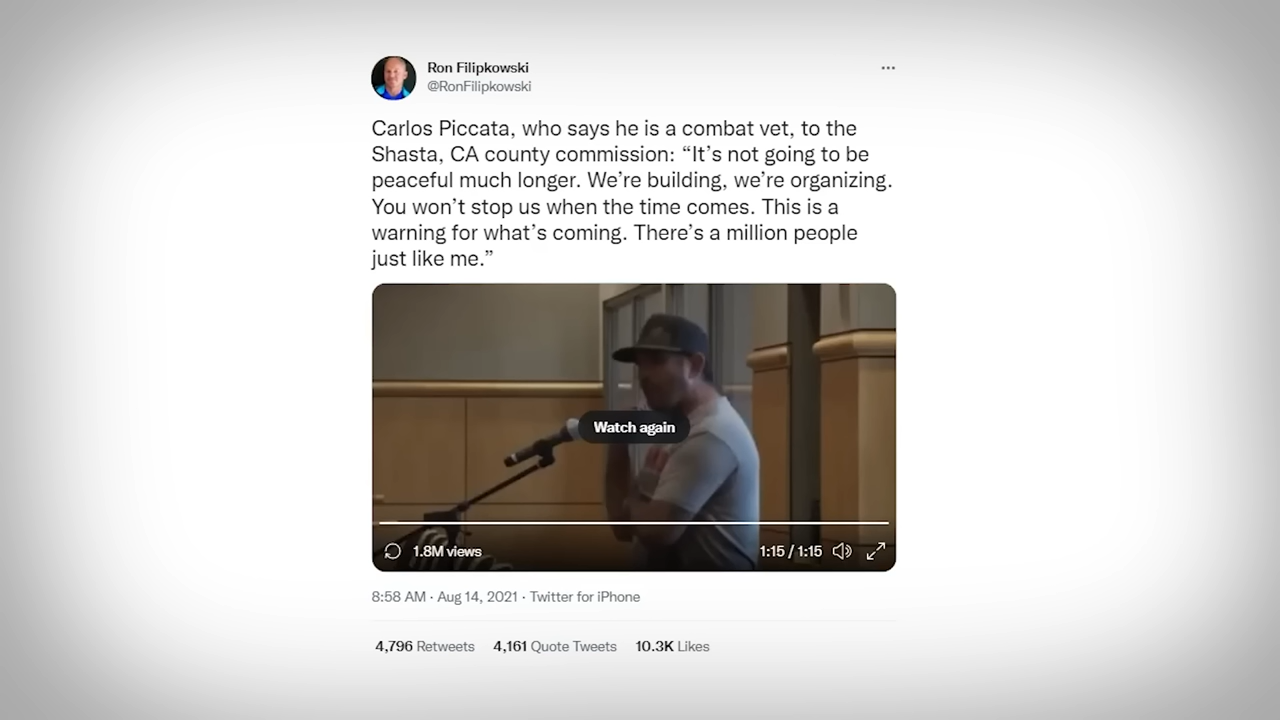 Ron Filipkowski
@RonFilipkowski
Carlos Piccata, who says he is a combat vet, to the
Shasta, CA county commission: “It’s not going to be
peaceful much longer. We’re building, we’re organizing.
You won’t stop us when the time comes. This is a
warning for what’s coming. There’s a million people
just like me.”
Watch again
1.8M views
1:15 / 1:15
8:58 AM · Aug 14, 2021 · Twitter for iPhone
4,796 Retweets 4,161 Quote Tweets 10.3K Likes